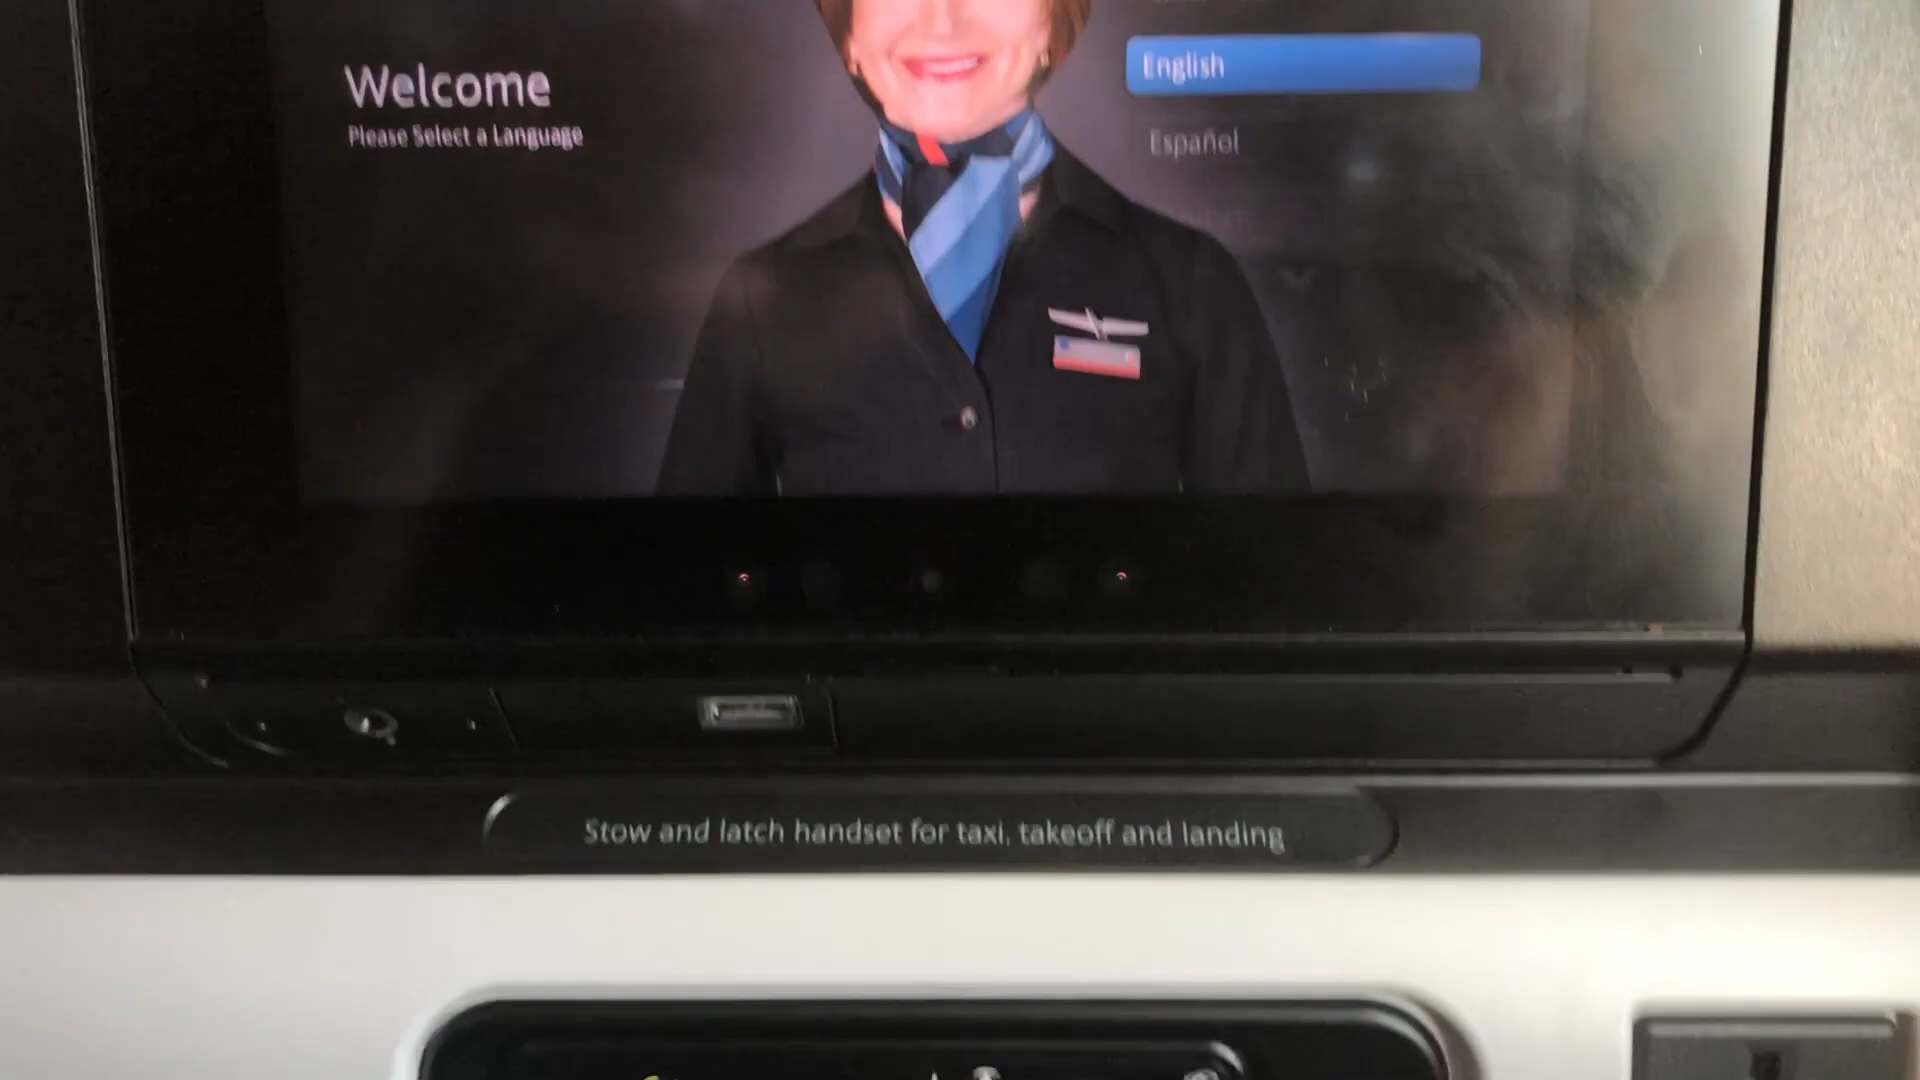 Welcome
Please Select a Language
English
Español
Stow and latch handset for taxi, takeoff and landing